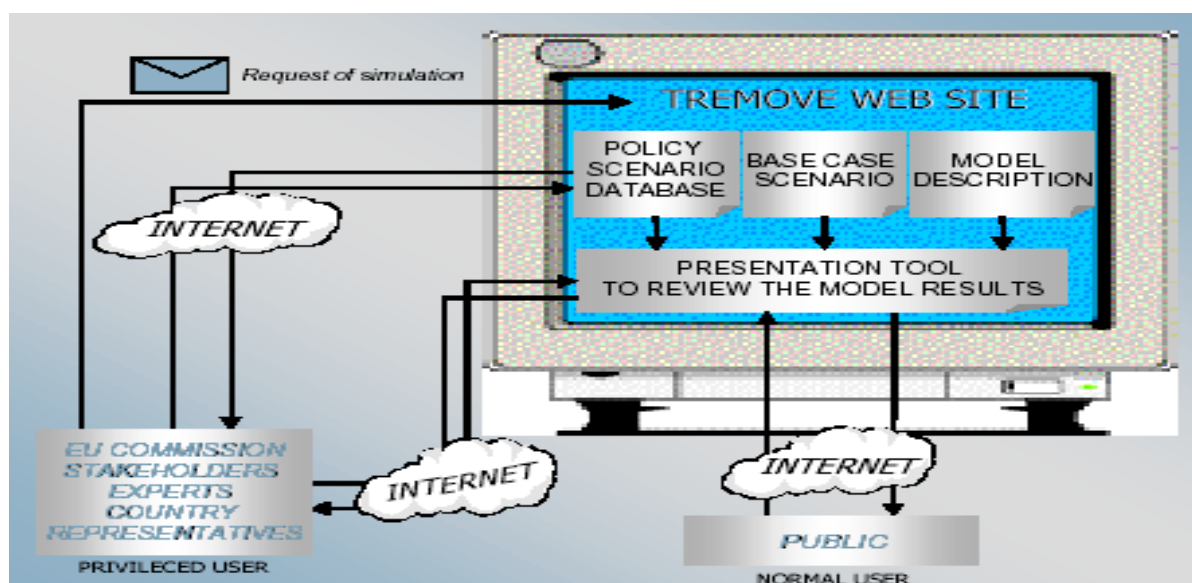 Request of simulation
TREMOVE WEB SITE
POLICY
SCENARIO
DATABASE
BASE CASE
SCENARIO
MODEL
DESCRIPTION
INTERNET
PRESENTATION TOOL
TO REVIEW THE MODEL RESULTS
EU COMMISSION
STAKEHOLDERS
EXPERTS
COUNTRY
REPRESENTATIVES
PRIVILECED USER
INTERNET
INTERNET
PUBLIC
NORMAL USER